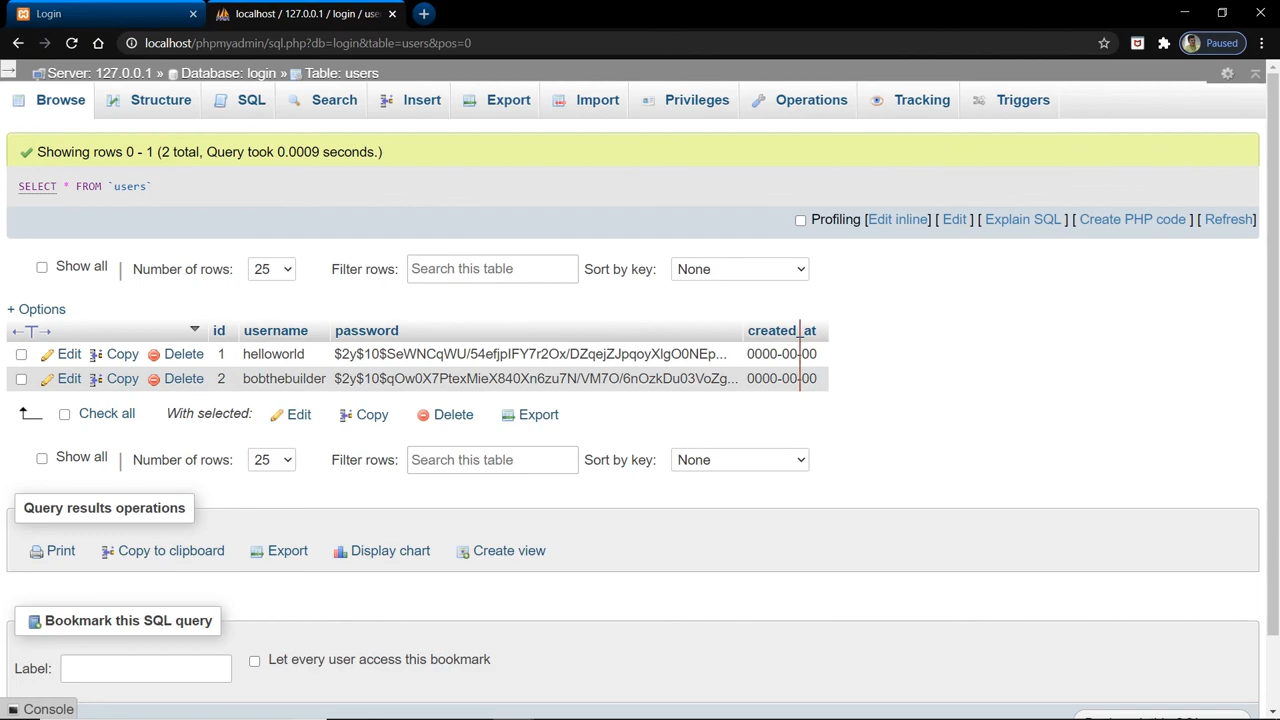 Login
localhost / 127.0.0.1 / login / use
localhost/phpmyadmin/sql.php?db=login&table=users&pos=0
Paused
Server: 127.0.0.1 » Database: login » Table: users
Browse Structure SQL Search Insert Export Import Privileges Operations Tracking Triggers
Showing rows 0 - 1 (2 total, Query took 0.0009 seconds.)
SELECT * FROM `users`
Profiling [Edit inline] [ Edit ] [ Explain SQL ] [ Create PHP code ] [ Refresh]
Show all | Number of rows: 25 Filter rows: Search this table Sort by key: None
+ Options
←T→ id username password created_at
Edit Copy Delete 1 helloworld $2y$10$SeWNCqWU/54efjpIFY7r2Ox/DZqejZJpqoyXlgO0NEp... 0000-00-00
Edit Copy Delete 2 bobthebuilder $2y$10$qOw0X7PtexMieX840Xn6zu7N/VM7O/6nOzkDu03VoZg... 0000-00-00
Check all With selected: Edit Copy Delete Export
Show all | Number of rows: 25 Filter rows: Search this table Sort by key: None
Query results operations
Print Copy to clipboard Export Display chart Create view
Bookmark this SQL query
Label: Let every user access this bookmark
Console